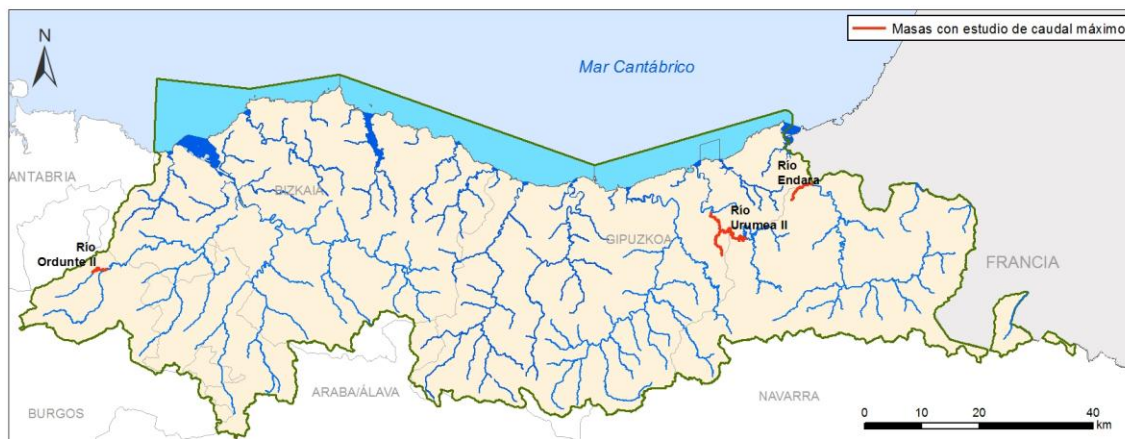 Masas con estudio de caudal máximo
N
Mar Cantábrico
ANTABRIA
BIZKAIA
Río
Endara
Río
Urumea II
GIPUZKOA
Río
Ordunte II
FRANCIA
ARABA/ÁLAVA
NAVARRA
BURGOS
0 10 20 40
km